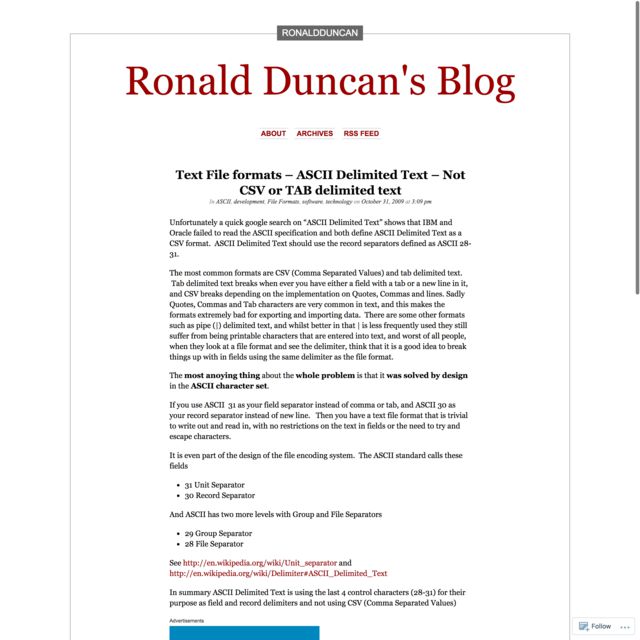 RONALDDUNCAN
Ronald Duncan's Blog
ABOUT ARCHIVES RSS FEED
Text File formats – ASCII Delimited Text – Not
CSV or TAB delimited text
In ASCII, development, File Formats, software, technology on October 31, 2009 at 3:09 pm
Unfortunately a quick google search on “ASCII Delimited Text” shows that IBM and
Oracle failed to read the ASCII specification and both define ASCII Delimited Text as a
CSV format.  ASCII Delimited Text should use the record separators defined as ASCII 28-
31.
The most common formats are CSV (Comma Separated Values) and tab delimited text.
Tab delimited text breaks when ever you have either a field with a tab or a new line in it,
and CSV breaks depending on the implementation on Quotes, Commas and lines. Sadly
Quotes, Commas and Tab characters are very common in text, and this makes the
formats extremely bad for exporting and importing data.  There are some other formats
such as pipe (|) delimited text, and whilst better in that | is less frequently used they still
suffer from being printable characters that are entered into text, and worst of all people,
when they look at a file format and see the delimiter, think that it is a good idea to break
things up with in fields using the same delimiter as the file format.
The most anoying thing about the whole problem is that it was solved by design
in the ASCII character set.
If you use ASCII  31 as your field separator instead of comma or tab, and ASCII 30 as
your record separator instead of new line.   Then you have a text file format that is trivial
to write out and read in, with no restrictions on the text in fields or the need to try and
escape characters.
It is even part of the design of the file encoding system.  The ASCII standard calls these
fields
• 31 Unit Separator
• 30 Record Separator
And ASCII has two more levels with Group and File Separators
• 29 Group Separator
• 28 File Separator
See http://en.wikipedia.org/wiki/Unit_separator and
http://en.wikipedia.org/wiki/Delimiter#ASCII_Delimited_Text
In summary ASCII Delimited Text is using the last 4 control characters (28-31) for their
purpose as field and record delimiters and not using CSV (Comma Separated Values)
Advertisements
Follow ...